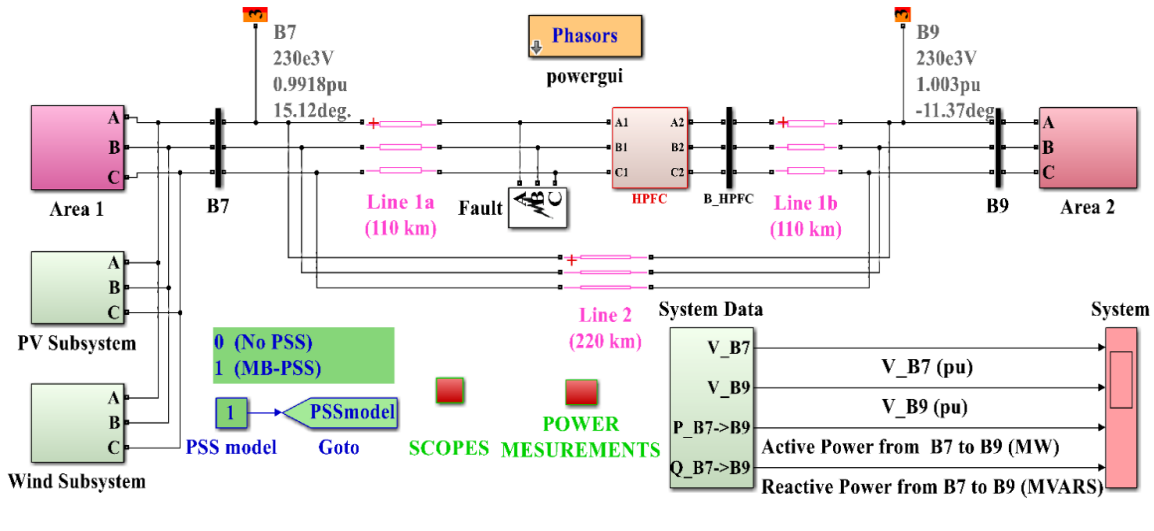 3
B7
230e3V
0.9918pu
15.12deg.
Phasors
powergui
3
B9
230e3V
1.003pu
-11.37deg
A
B
C
Area 1
B7
Line 1a
(110 km)
A
B
C
Fault
A1
B1
C1
A2
B2
C2
HPFC
B_HPFC
Line 1b
(110 km)
B9
A
B
C
Area 2
A
B
C
PV Subsystem
Line 2
(220 km)
A
B
C
Wind Subsystem
0 (No PSS)
1 (MB-PSS)
1
PSS model
PSSmodel
Goto
SCOPES
POWER
MESUREMENTS
System Data
V_B7
V_B9
P_B7->B9
Q_B7->B9
V_B7 (pu)
V_B9 (pu)
Active Power from B7 to B9 (MW)
Reactive Power from B7 to B9 (MVARS)
System